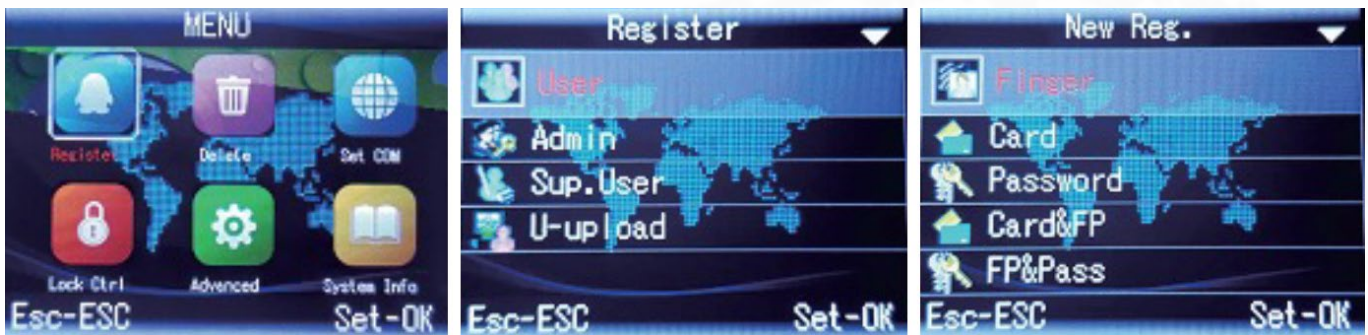 MENU
Register Delete Set COM
Lock Ctrl Advanced System Info
Esc-ESC Set-OK
Register
User
Admin
Sup.User
U-upload
Esc-ESC Set-OK
New Reg.
Finger
Card
Password
Card&FP
FP&Pass
Esc-ESC Set-OK